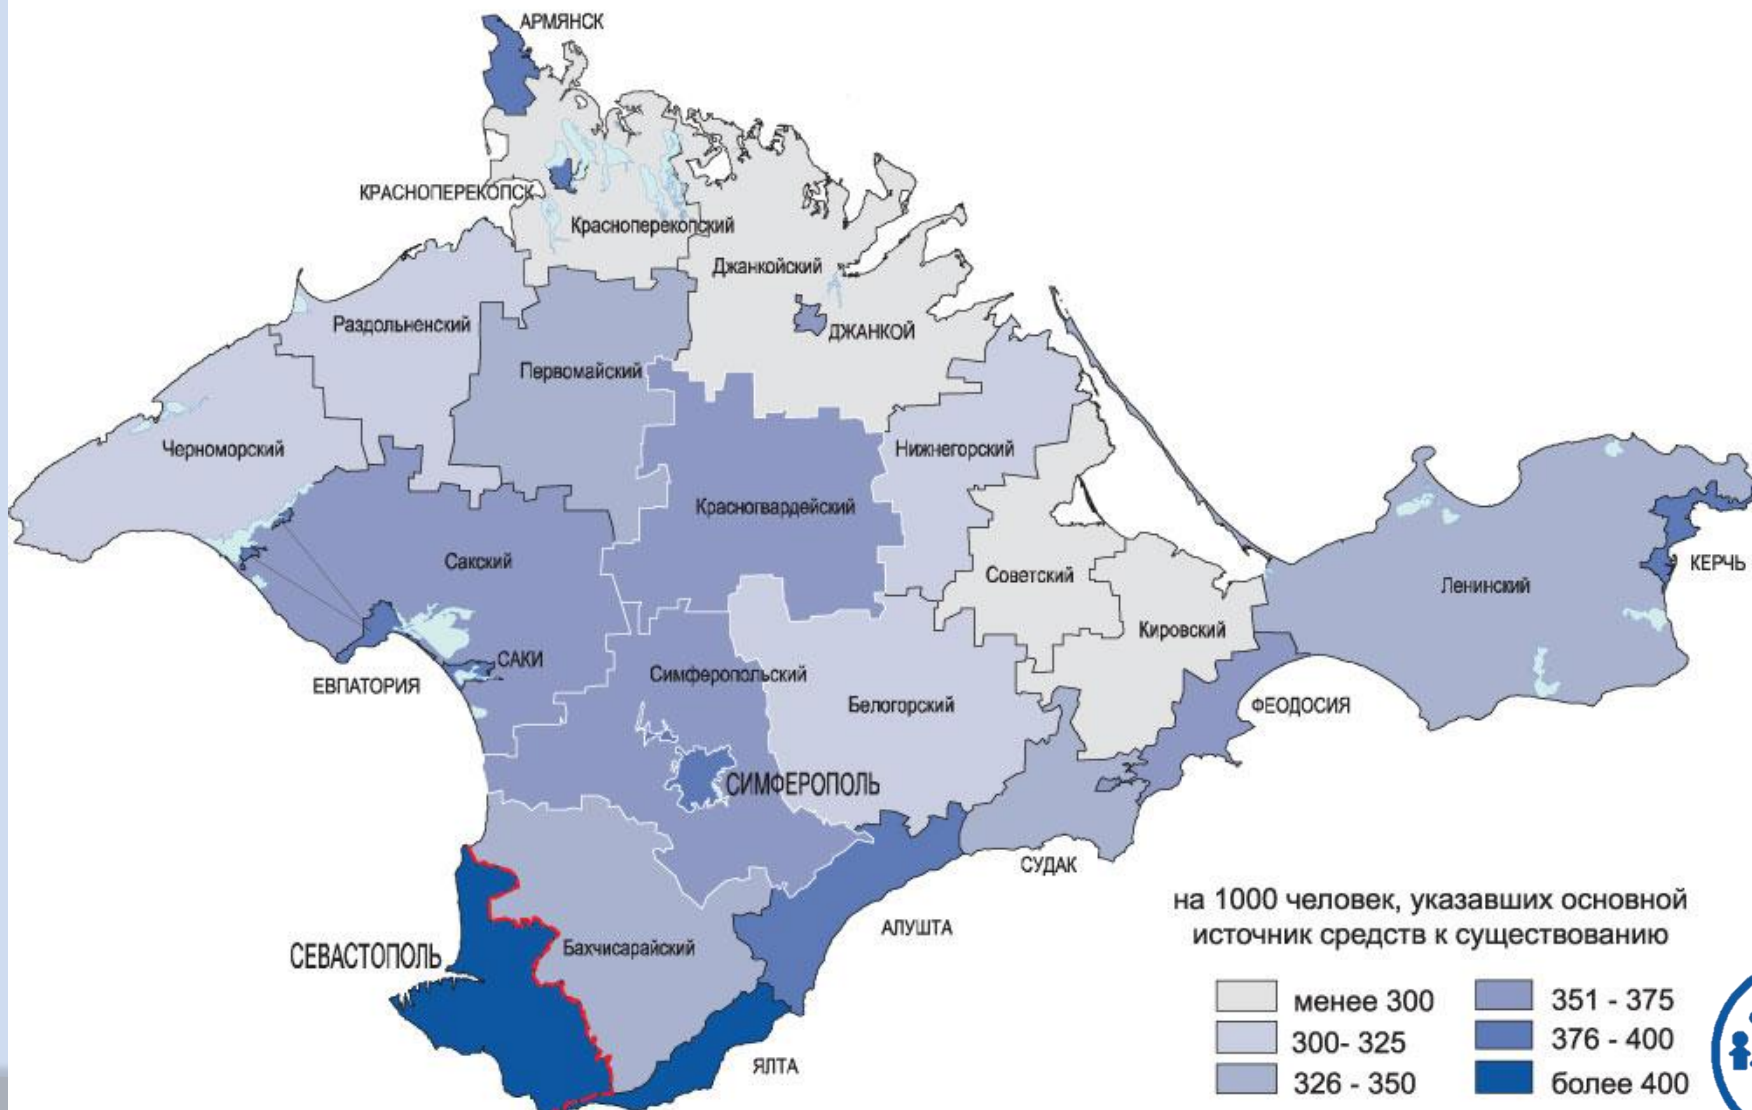 АРМЯНСК
КРАСНОПЕРЕКОПСК
Красноперекопский
Джанкойский
Раздольненский
ДЖАНКОЙ
Первомайский
Черноморский
Нижнегорский
Красногвардейский
Сакский
Советский
КЕРЧЬ
Ленинский
Кировский
САКИ
ЕВПАТОРИЯ
Симферопольский
Белогорский
ФЕОДОСИЯ
СИМФЕРОПОЛЬ
СУДАК
АЛУШТА
СЕВАСТОПОЛЬ
Бахчисарайский
ЯЛТА
на 1000 человек, указавших основной
источник средств к существованию
менее 300
351 - 375
300- 325
376 - 400
326 - 350
более 400